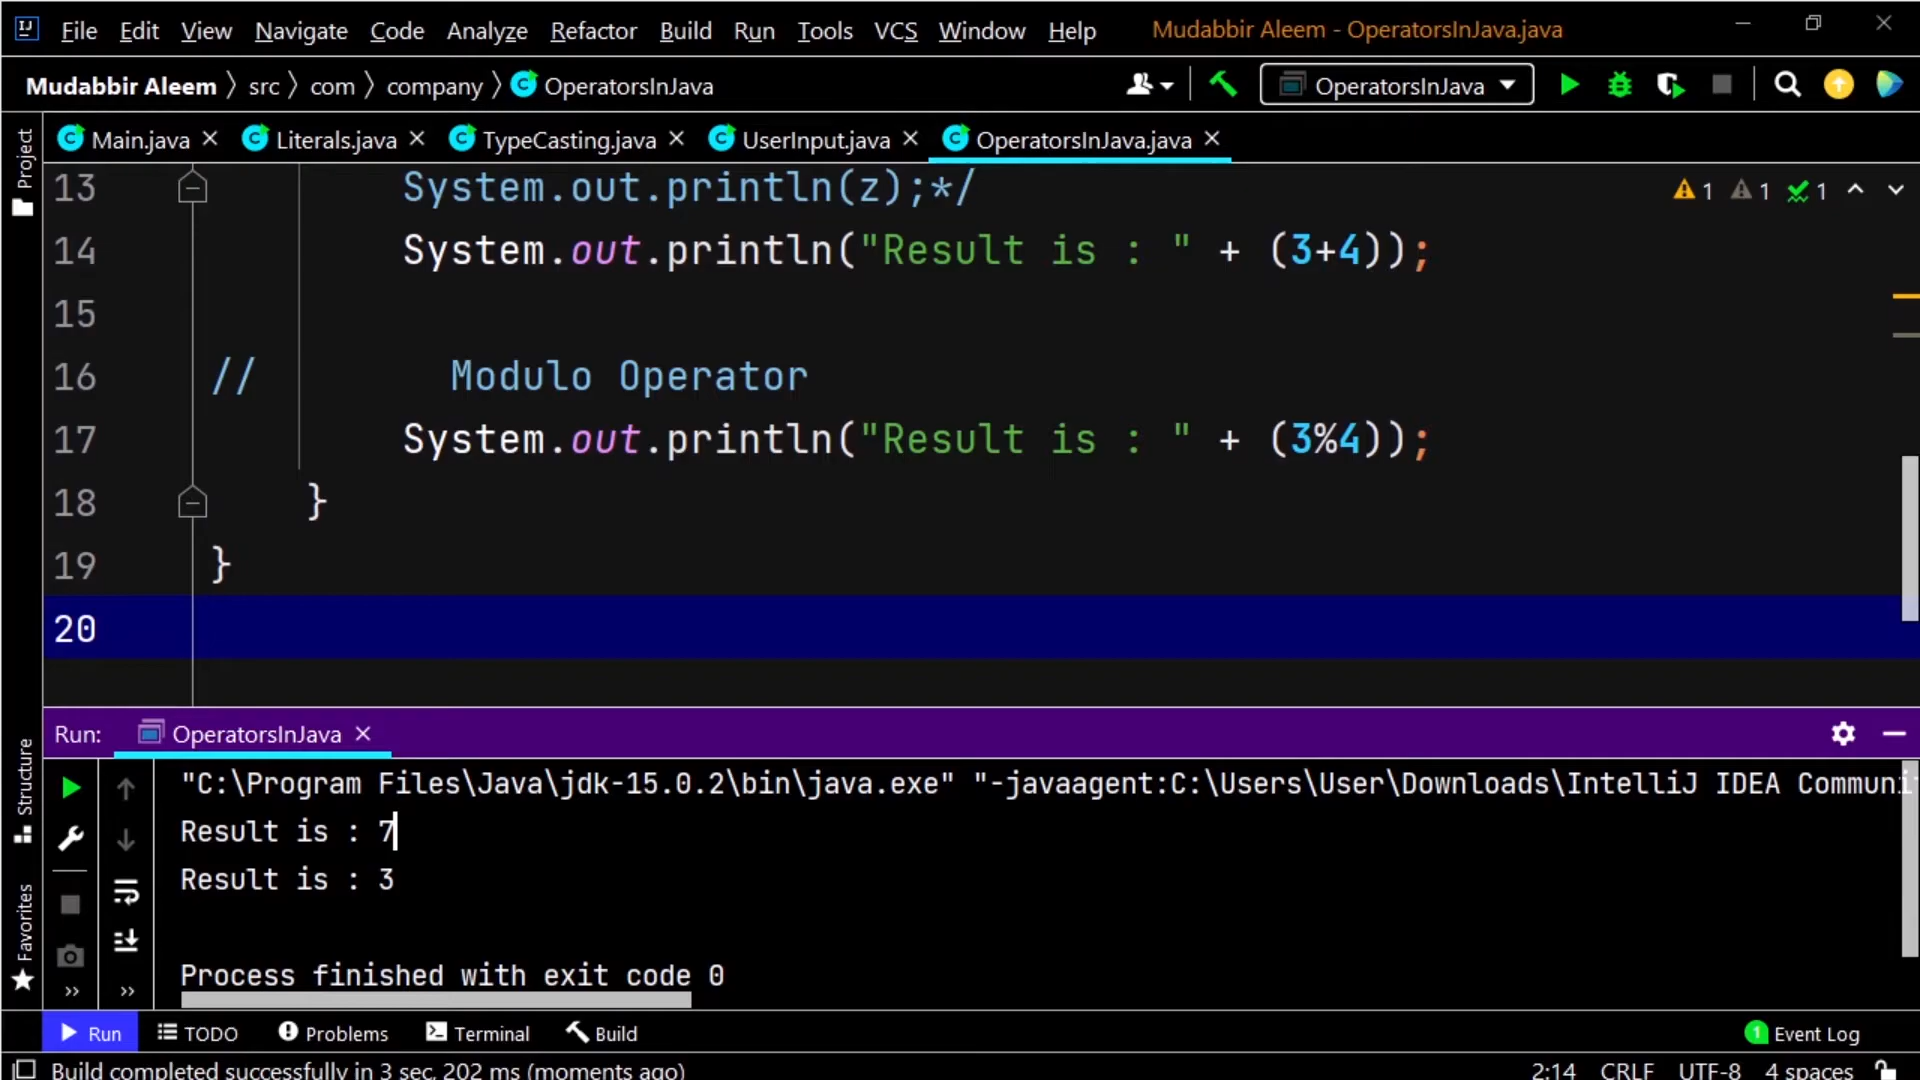 File Edit View Navigate Code Analyze Refactor Build Run Tools VCS Window Help Mudabbir Aleem - OperatorsInJava.java
Mudabbir Aleem src com company OperatorsInJava OperatorsInJava
Project
Main.java Literals.java TypeCasting.java UserInput.java OperatorsInJava.java
13 System.out.println(z);*/
1 1 1
14 System.out.println("Result is : " + (3+4));
15
16 // Modulo Operator
17 System.out.println("Result is : " + (3%4));
18 }
19 }
20
Run: OperatorsInJava
Structure
Favorites
"C:\Program Files\Java\jdk-15.0.2\bin\java.exe" "-javaagent:C:\Users\User\Downloads\IntelliJ IDEA Communi
Result is : 7
Result is : 3
Process finished with exit code 0
Run TODO Problems Terminal Build 1 Event Log
Build completed successfully in 3 sec, 202 ms (moments ago) 2:14 CRLF UTF-8 4 spaces